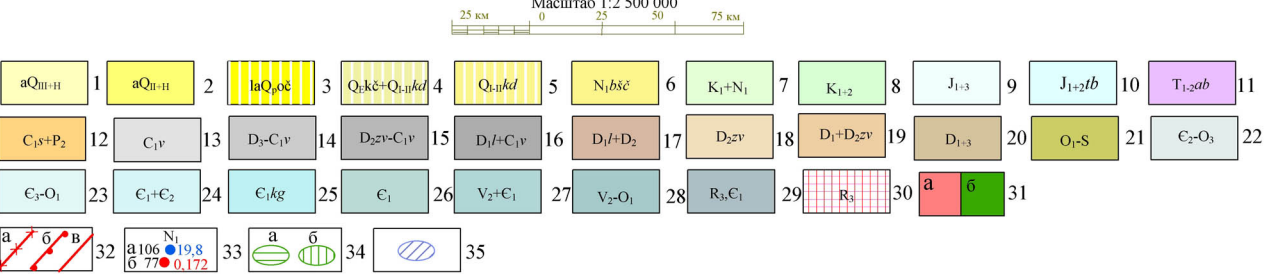 Масштаб 1:2 500 000
25 км 0 25 50 75 км
aQIII+H 1 aQII+H 2 laQpoč 3 QEkč+QI-IIkd 4 QI-IIkd 5 N1bšč 6 K1+N1 7 K1+2 8 J1+3 9 J1+2tb 10 T1-2ab 11
C1s+P2 12 C1v 13 D3-C1v 14 D2zv-C1v 15 D1l+C1v 16 D1l+D2 17 D2zv 18 D1+D2zv 19 D1+3 20 O1-S 21 Є2-O3 22
Є3-O1 23 Є1+Є2 24 Є1kg 25 Є1 26 V2+Є1 27 V2-O1 28 R3,Є1 29 R3 30 а б 31
а б в 32 N1 33 а б 34 35
а 106 19,8
б 77 0,172